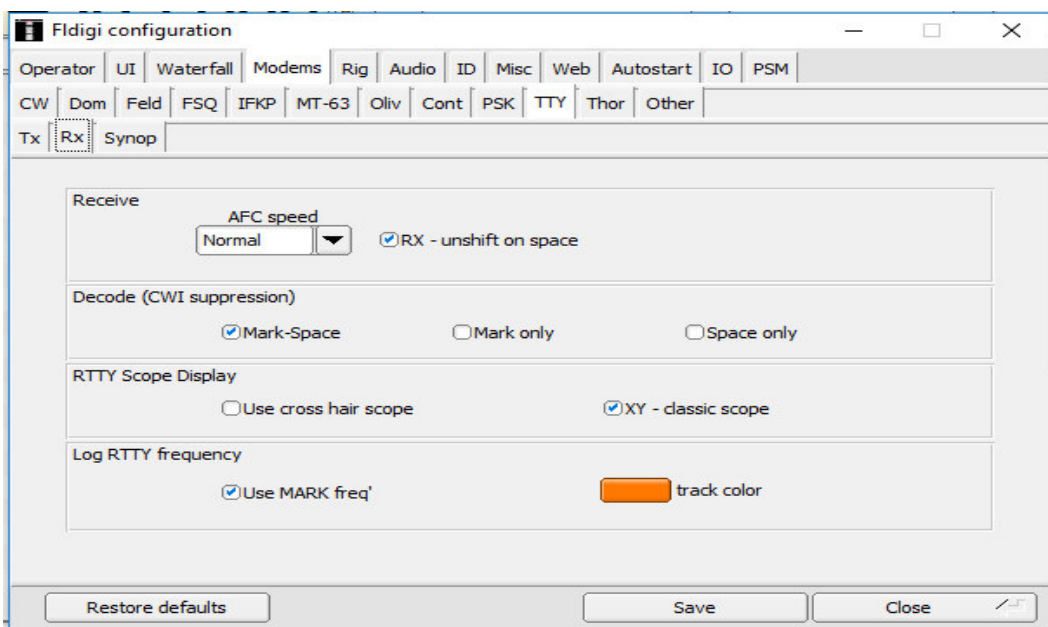 Fldigi configuration
Operator UI Waterfall Modems Rig Audio ID Misc Web Autostart IO PSM
CW Dom Feld FSQ IFKP MT-63 Oliv Cont PSK TTY Thor Other
Tx Rx Synop
Receive
AFC speed
Normal RX - unshift on space
Decode (CWI suppression)
Mark-Space Mark only Space only
RTTY Scope Display
Use cross hair scope XY - classic scope
Log RTTY frequency
Use MARK freq' track color
Restore defaults Save Close